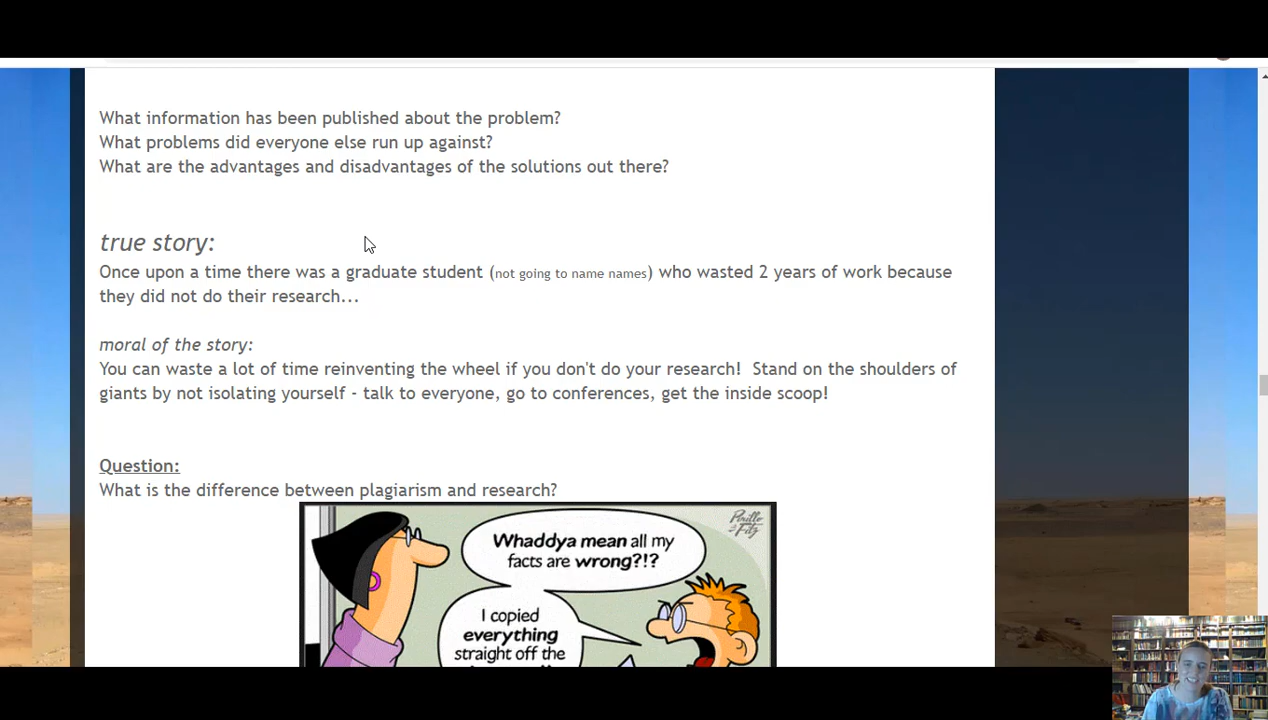 What information has been published about the problem?
What problems did everyone else run up against?
What are the advantages and disadvantages of the solutions out there?
true story:
Once upon a time there was a graduate student (not going to name names) who wasted 2 years of work because
they did not do their research...
moral of the story:
You can waste a lot of time reinventing the wheel if you don't do your research!  Stand on the shoulders of
giants by not isolating yourself - talk to everyone, go to conferences, get the inside scoop!
Question:
What is the difference between plagiarism and research?
Whaddya mean all my
facts are wrong?!?
I copied
everything
straight off the